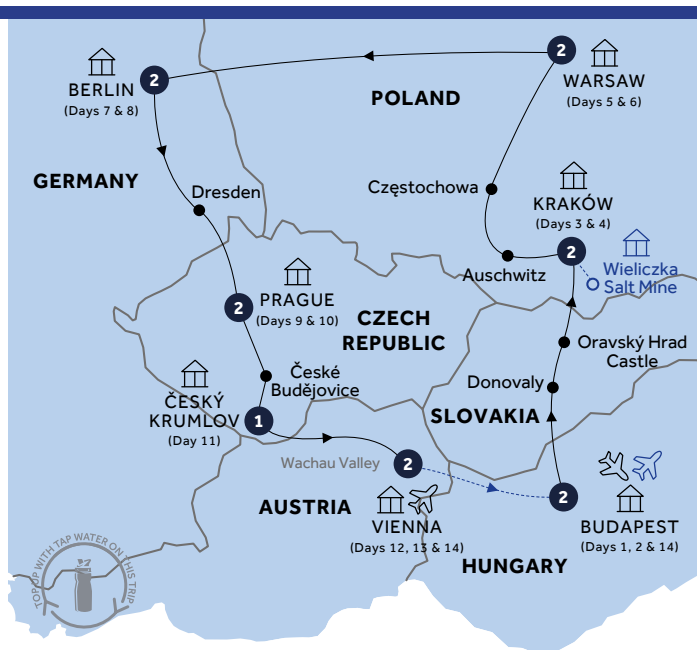 2
BERLIN
(Days 7 & 8)
2
WARSAW
(Days 5 & 6)
POLAND
GERMANY
Dresden
Częstochowa
KRAKÓW
(Days 3 & 4)
2
Auschwitz
Wieliczka
Salt Mine
2
PRAGUE
(Days 9 & 10)
CZECH
REPUBLIC
Oravský Hrad
Castle
Donovaly
SLOVAKIA
České
Budějovice
ČESKÝ
KRUMLOV
(Day 11)
1
Wachau Valley
2
2
AUSTRIA
VIENNA
(Days 12, 13 & 14)
BUDAPEST
(Days 1, 2 & 14)
HUNGARY
TOP UP WITH TAP WATER ON THIS TRIP